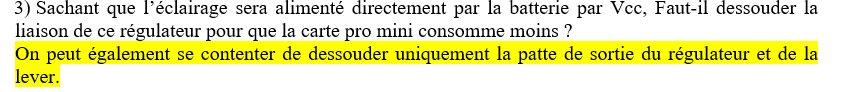 3) Sachant que l’éclairage sera alimenté directement par la batterie par Vcc, Faut-il dessouder la
liaison de ce régulateur pour que la carte pro mini consomme moins ?
On peut également se contenter de dessouder uniquement la patte de sortie du régulateur et de la
lever.